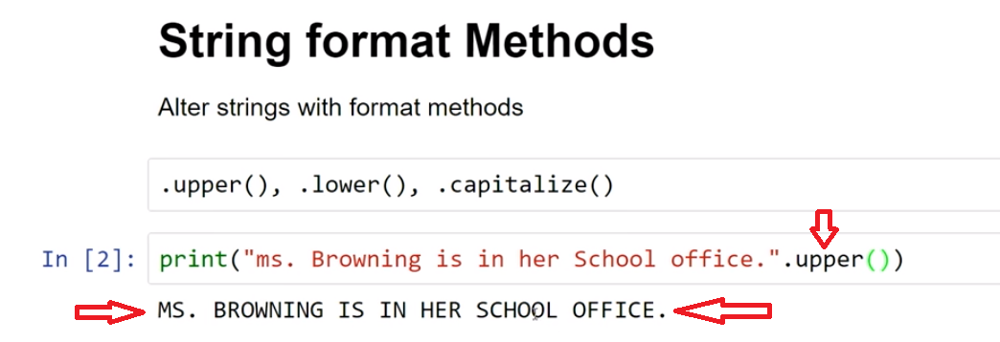 String format Methods
Alter strings with format methods
.upper(), .lower(), .capitalize()
In [2]: print("ms. Browning is in her School office.".upper())
MS. BROWNING IS IN HER SCHOOL OFFICE.